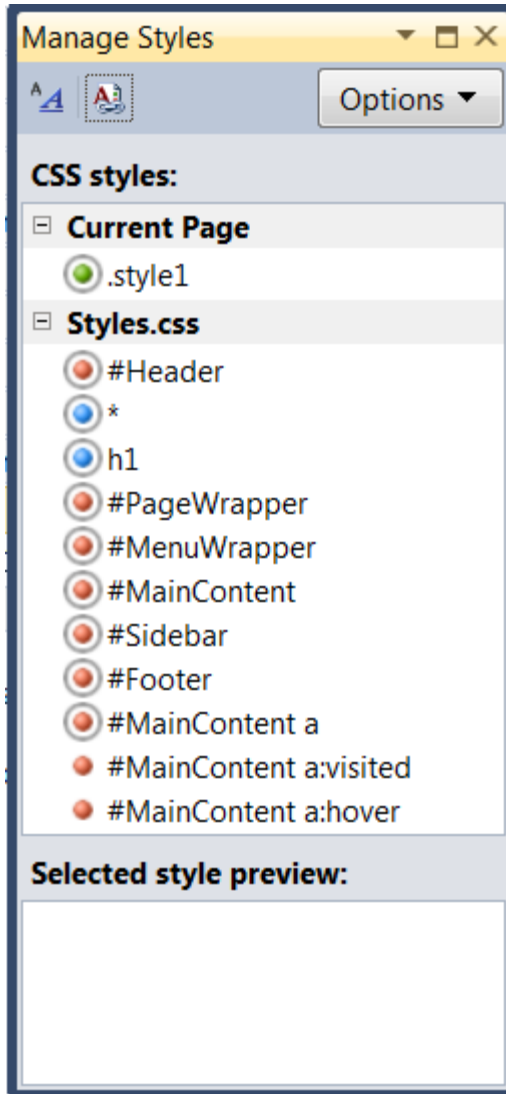 Manage Styles
Options
CSS styles:
Current Page
.style1
Styles.css
#Header
*
h1
#PageWrapper
#MenuWrapper
#MainContent
#Sidebar
#Footer
#MainContent a
#MainContent a:visited
#MainContent a:hover
Selected style preview: